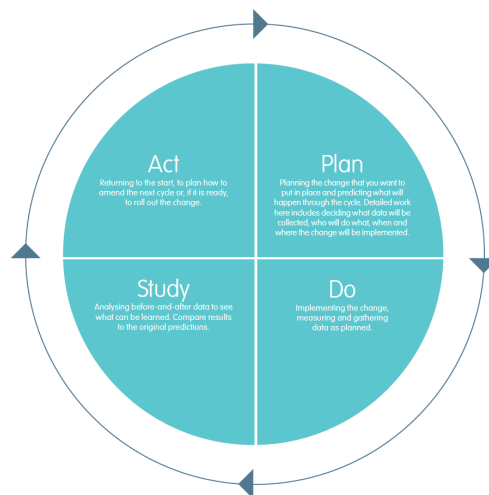 Act
Returning to the start, to plan how to
amend the next cycle or, if it is ready,
to roll out the change.
Plan
Planning the change that you want to
put in place and predicting what will
happen through the cycle. Detailed work
here includes deciding what data will be
collected, who will do what, when and
where the change will be implemented.
Study
Analysing before-and-after data to see
what can be learned. Compare results
to the original predictions.
Do
Implementing the change,
measuring and gathering
data as planned.